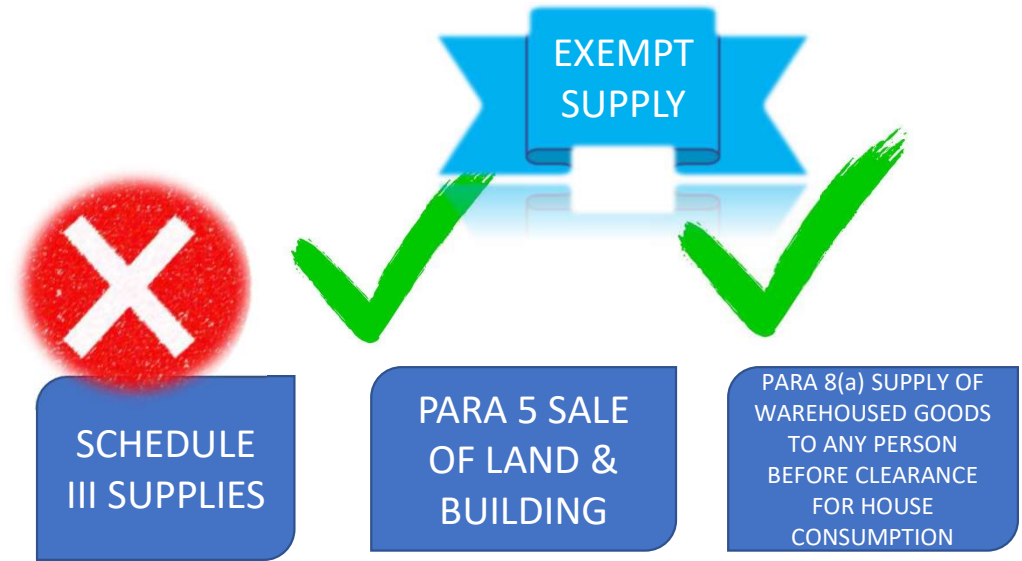 EXEMPT
SUPPLY
SCHEDULE
III SUPPLIES
PARA 5 SALE
OF LAND &
BUILDING
PARA 8(a) SUPPLY OF
WAREHOUSED GOODS
TO ANY PERSON
BEFORE CLEARANCE
FOR HOUSE
CONSUMPTION